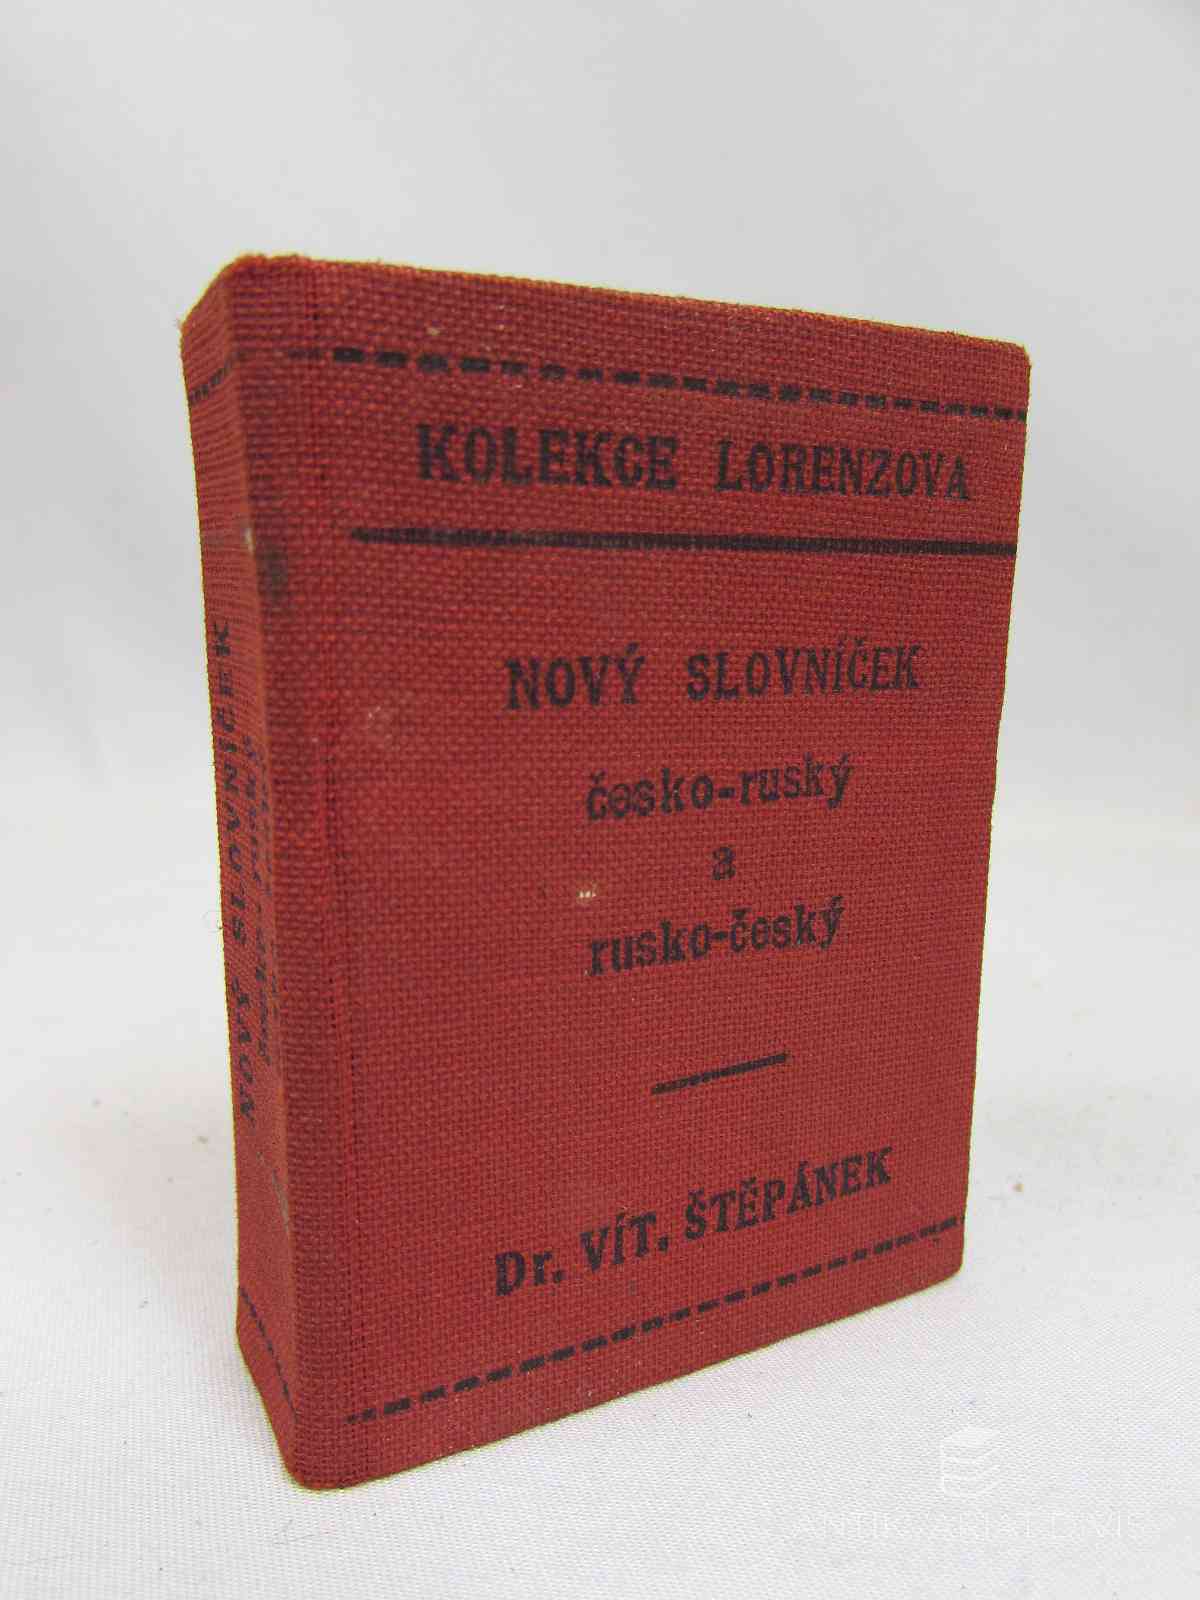 KOLEKCE LORENZOVA
NOVÝ SLOVNÍČEK
česko-ruský
a
rusko-český
Dr. VÍT. ŠTĚPÁNEK
NOVÝ SLOVNÍČEK